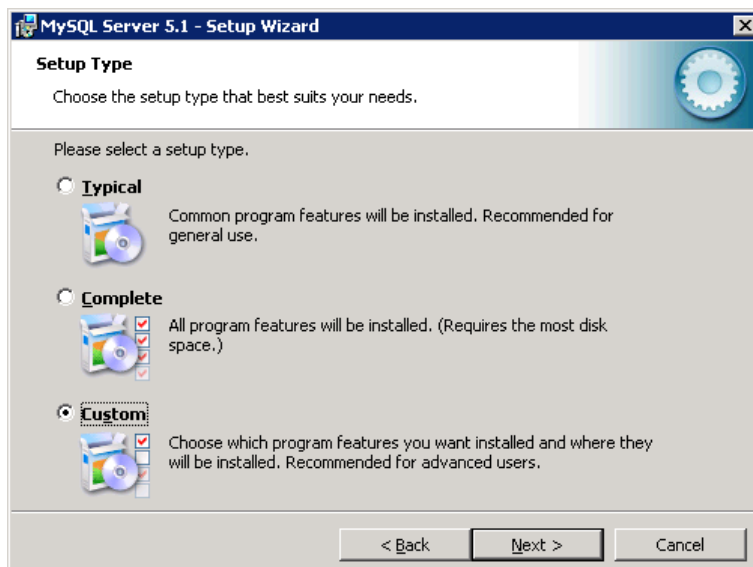 MySQL Server 5.1 - Setup Wizard
Setup Type
Choose the setup type that best suits your needs.
Please select a setup type.
Typical
Common program features will be installed. Recommended for
general use.
Complete
All program features will be installed. (Requires the most disk
space.)
Custom
Choose which program features you want installed and where they
will be installed. Recommended for advanced users.
< Back
Next >
Cancel